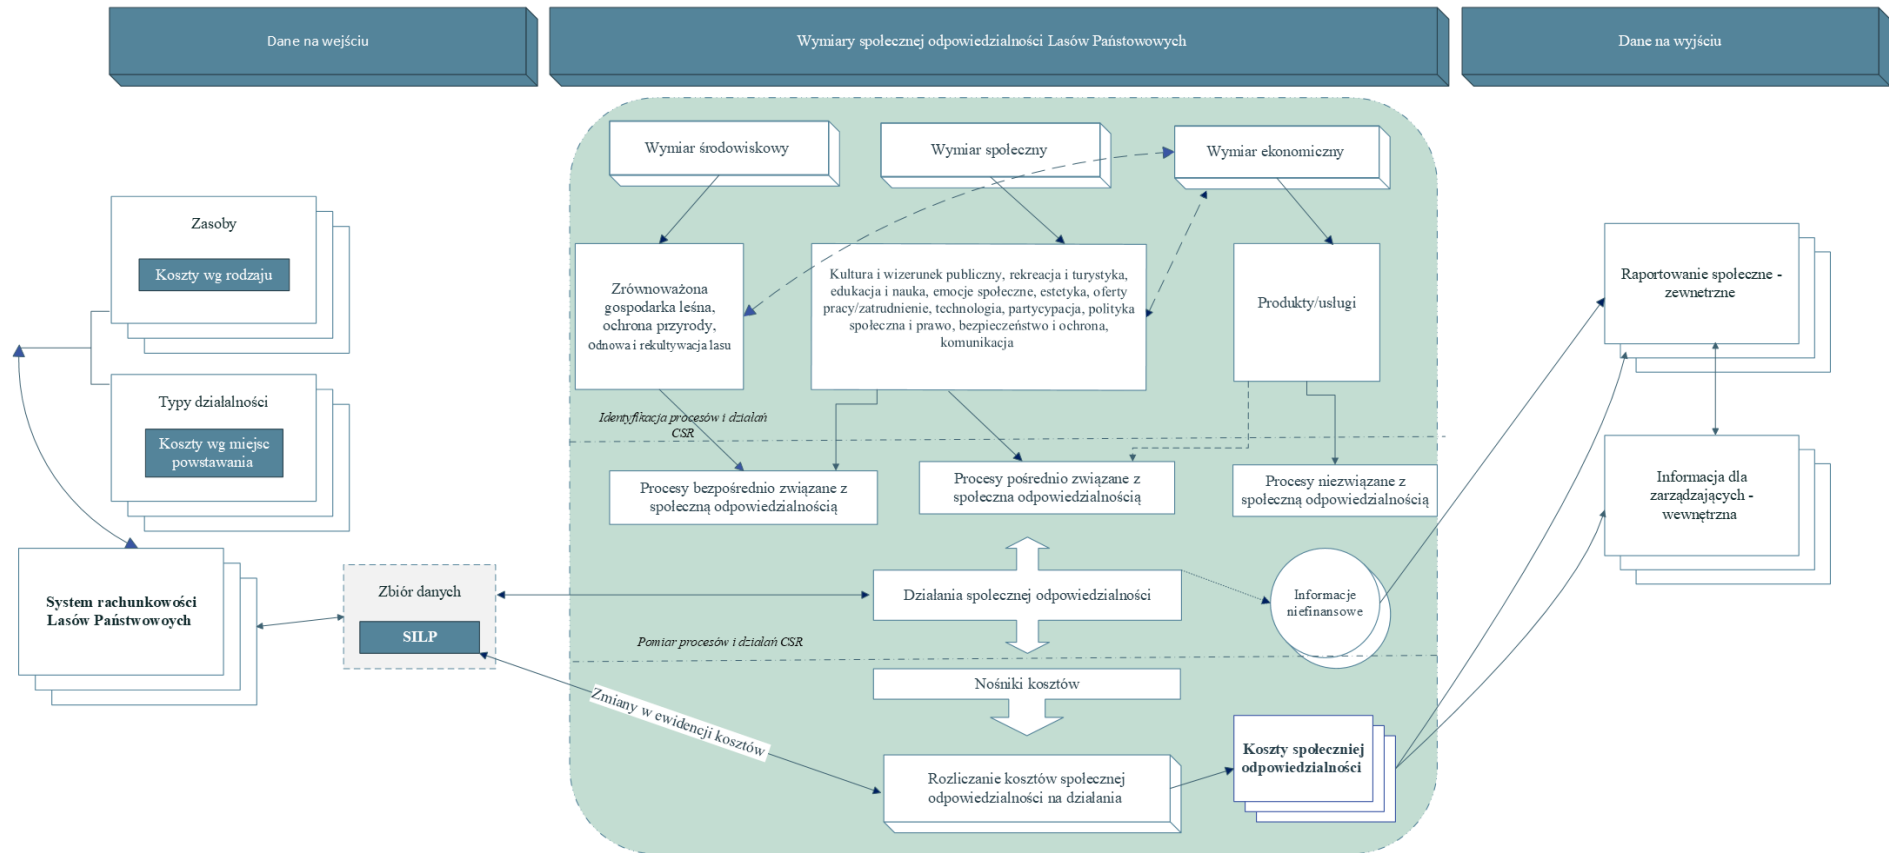 Dane na wejściu
Wymiary społecznej odpowiedzialności Lasów Państowowych
Dane na wyjściu
Wymiar środowiskowy
Wymiar społeczny
Wymiar ekonomiczny
Zasoby
Koszty wg rodzaju
Typy działalności
Koszty wg miejsc
powstawania
System rachunkowości
Lasów Państwowych
Zbiór danych
SILP
Zrównoważona
gospodarka leśna,
ochrona przyrody,
odnowa i rekultywacja lasu
Kultura i wizerunek publiczny, rekreacja i turystyka,
edukacja i nauka, emocje społeczne, estetyka, oferty
pracy/zatrudnienie, technologia, partycypacja, polityka
społeczna i prawo, bezpieczeństwo i ochrona,
komunikacja
Produkty/usługi
Identyfikacja procesów i działań
CSR
Procesy bezpośrednio związane z
społeczną odpowiedzialnością
Procesy pośrednio związane z
społeczna odpowiedzialnością
Procesy niezwiązane z
społeczną odpowiedzialnością
Działania społecznej odpowiedzialności
Informacje
niefinansowe
Pomiar procesów i działań CSR
Nośniki kosztów
Zmiany w ewidencji kosztów
Rozliczanie kosztów społecznej
odpowiedzialności na działania
Koszty społeczniej
odpowiedzialności
Raportowanie społeczne -
zewnetrzne
Informacja dla
zarządzających -
wewnętrzna